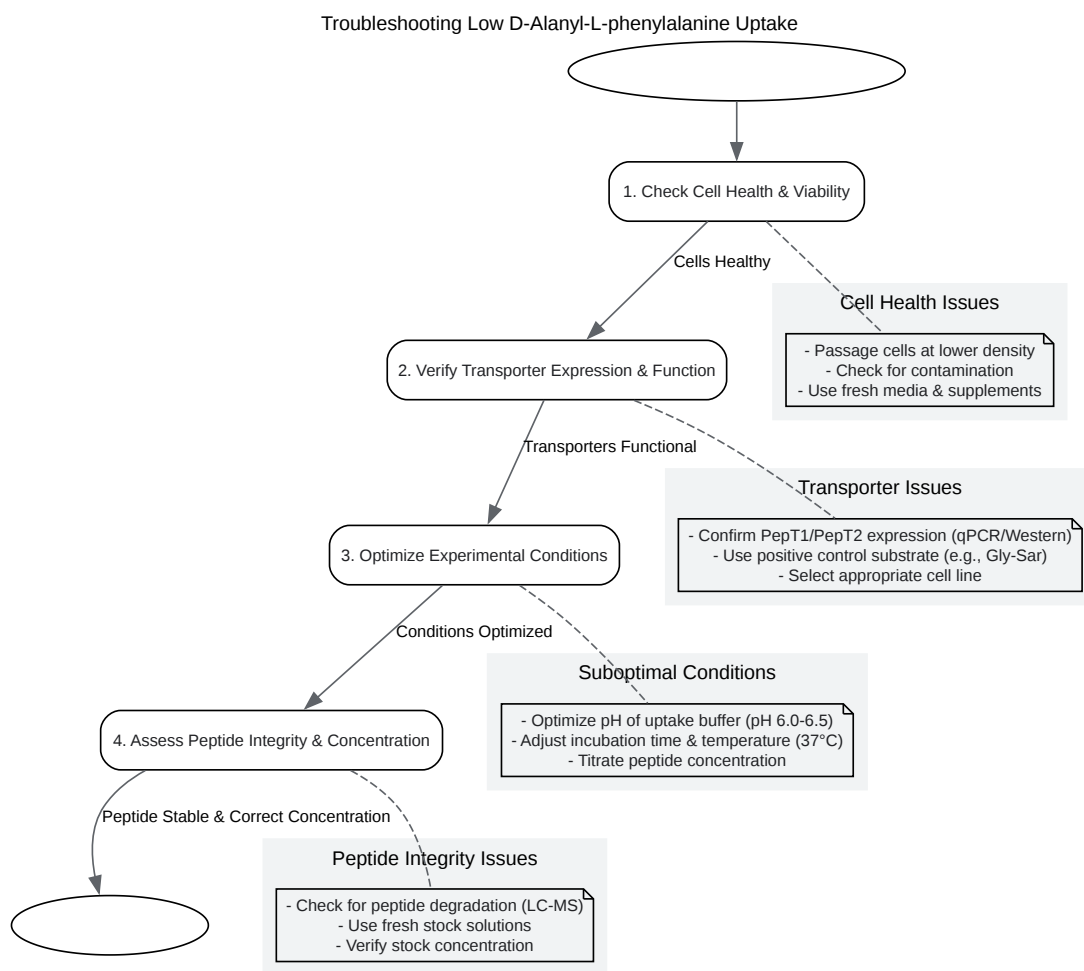 Troubleshooting Low D-Alanyl-L-phenylalanine Uptake
1. Check Cell Health & Viability
Cells Healthy
Cell Health Issues
- Passage cells at lower density
- Check for contamination
- Use fresh media & supplements
2. Verify Transporter Expression & Function
Transporters Functional
Transporter Issues
- Confirm PepT1/PepT2 expression (qPCR/Western)
- Use positive control substrate (e.g., Gly-Sar)
- Select appropriate cell line
3. Optimize Experimental Conditions
Conditions Optimized
Suboptimal Conditions
- Optimize pH of uptake buffer (pH 6.0-6.5)
- Adjust incubation time & temperature (37°C)
- Titrate peptide concentration
4. Assess Peptide Integrity & Concentration
Peptide Stable & Correct Concentration
Peptide Integrity Issues
- Check for peptide degradation (LC-MS)
- Use fresh stock solutions
- Verify stock concentration